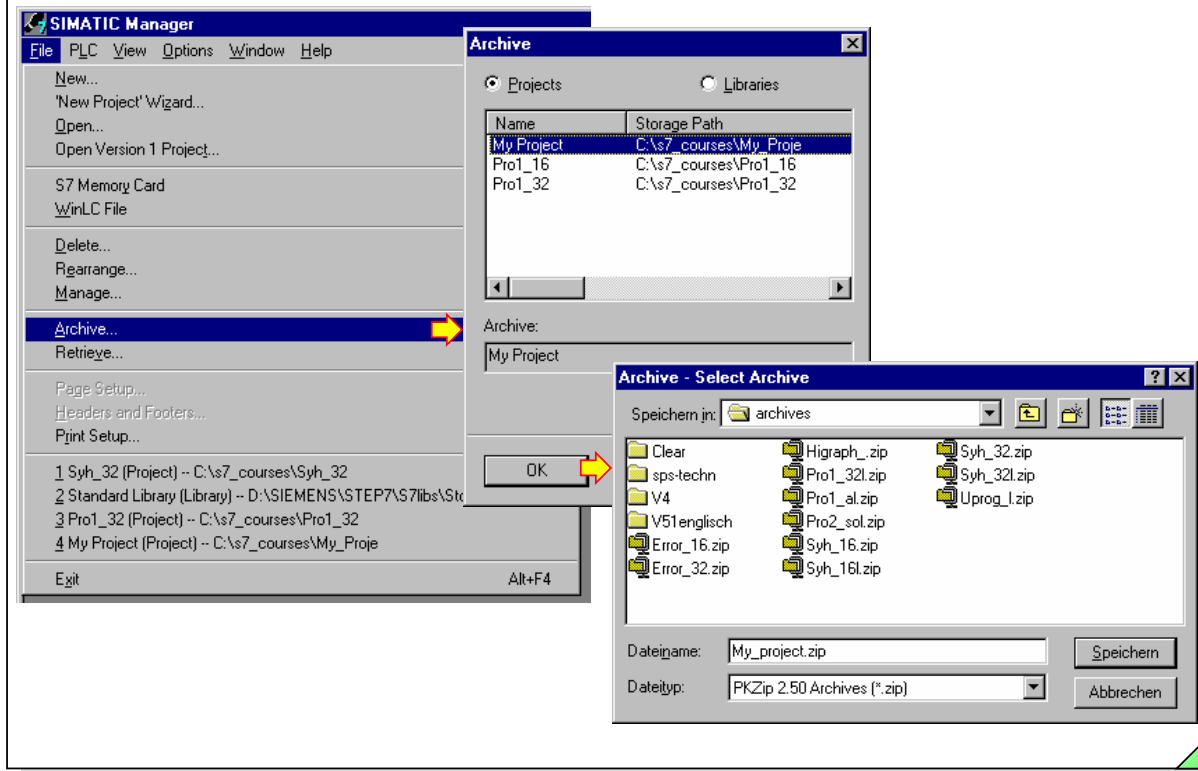 SIMATIC Manager
File PLC View Options Window Help
New...
'New Project' Wizard...
Open...
Open Version 1 Project...
S7 Memory Card
WinLC File
Delete...
Rearrange...
Manage...
Archive...
Retrieve...
Page Setup...
Headers and Footers...
Print Setup...
1 Syh_32 (Project) -- C:\s7_courses\Syh_32
2 Standard Library (Library) -- D:\SIEMENS\STEP7\S7libs\Sto
3 Pro1_32 (Project) -- C:\s7_courses\Pro1_32
4 My Project (Project) -- C:\s7_courses\My_Proje
Exit Alt+F4
Archive
Projects Libraries
Name Storage Path
My Project C:\s7_courses\My_Proje
Pro1_16 C:\s7_courses\Pro1_16
Pro1_32 C:\s7_courses\Pro1_32
Archive:
My Project
OK
Archive - Select Archive
Speichern in: archives
Clear Higraph_.zip Syh_32.zip
sps-techn Pro1_32l.zip Syh_32l.zip
V4 Pro1_al.zip Uprog_l.zip
V51englisch Pro2_sol.zip
Error_16.zip Syh_16.zip
Error_32.zip Syh_16l.zip
Dateiname: My_project.zip Speichern
Dateityp: PKZip 2.50 Archives (*.zip) Abbrechen